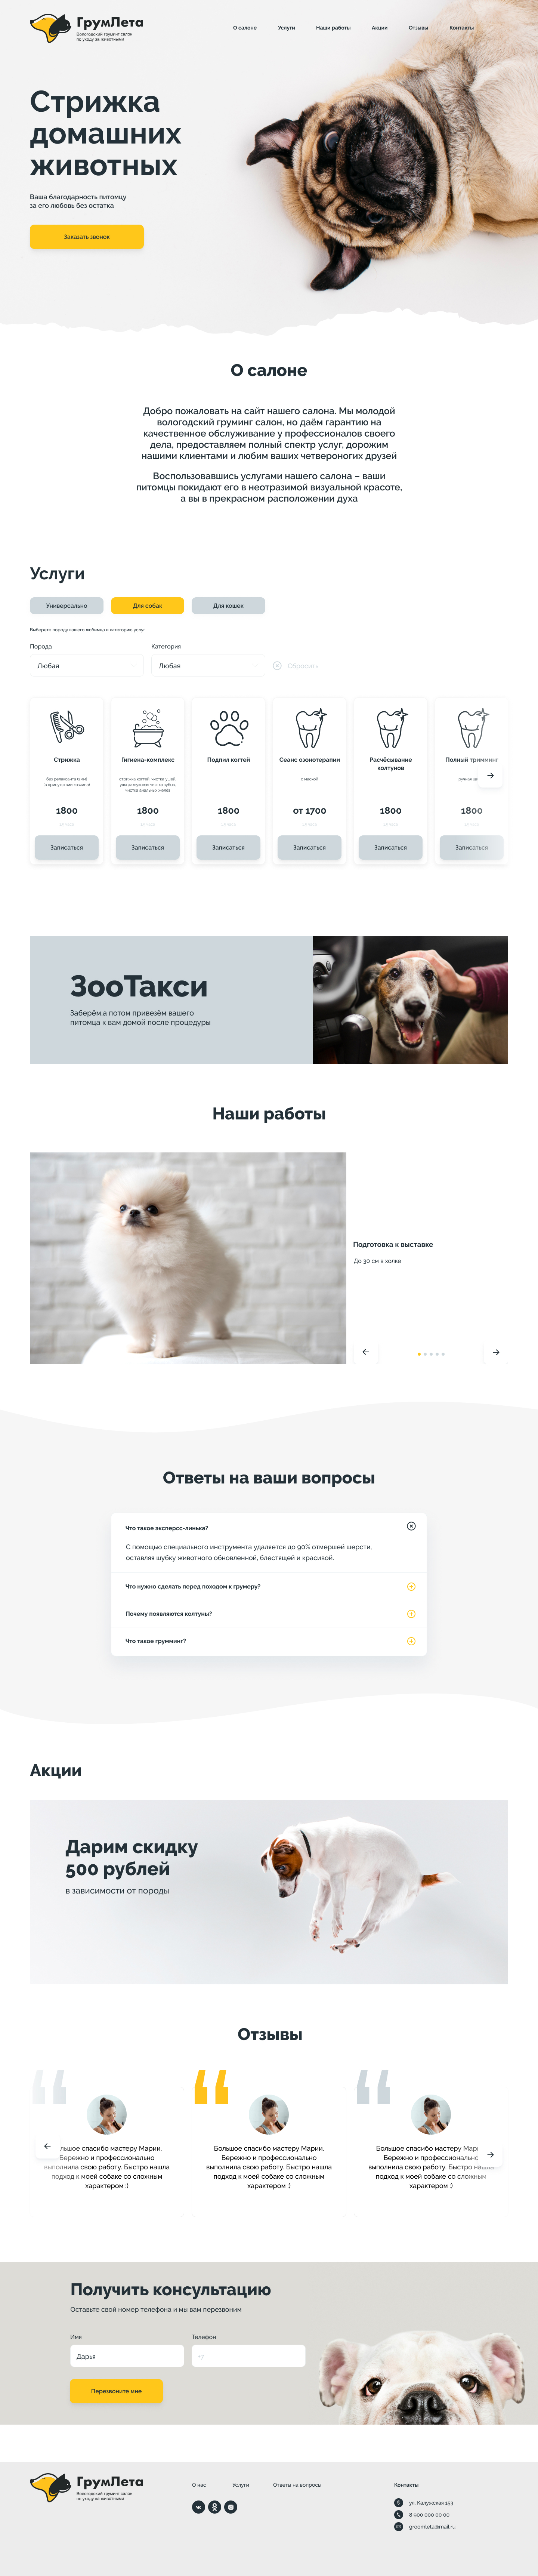 ГрумЛета
Вологодский груминг салон
по уходу за животными
О салоне
Услуги
Наши работы
Акции
Отзывы
Контакты
Стрижка
домашних
животных
Ваша благодарность питомцу
за его любовь без остатка
Заказать звонок
О салоне
Добро пожаловать на сайт нашего салона. Мы молодой
вологодский груминг салон, но даём гарантию на
качественное обслуживание у профессионалов своего
дела, предоставляем полный спектр услуг, дорожим
нашими клиентами и любим ваших четвероногих друзей
Воспользовавшись услугами нашего салона – ваши
питомцы покидают его в неотразимой визуальной красоте,
а вы в прекрасном расположении духа
Услуги
Универсально
Для собак
Для кошек
Выберете породу вашего любимца и категорию услуг
Порода
Категория
Любая
Любая
Сбросить
Стрижка
1800
Записаться
Гигиена-комплекс
стрижка когтей, чистка ушей,
ультразвуковая чистка зубов,
чистка анальных желёз
1800
Записаться
Подпил когтей
1800
Записаться
Сеанс озонотерапии
с маской
от 1700
Записаться
Расчёсывание
колтунов
1800
Записаться
Полный тримминг
1800
Записаться
ЗооТакси
Заберём,а потом привезём вашего
питомца к вам домой после процедуры
Наши работы
Подготовка к выставке
До 30 см в холке
Ответы на ваши вопросы
Что такое эксперсс-линька?
С помощью специального инструмента удаляется до 90% отмершей шерсти,
оставляя шубку животного обновленной, блестящей и красивой.
Что нужно сделать перед походом к грумеру?
Почему появляются колтуны?
Что такое грумминг?
Акции
Дарим скидку
500 рублей
в зависимости от породы
Отзывы
спасибо мастеру Марии.
Бережно и профессионально
выполнила свою работу. Быстро нашла
подход к моей собаке со сложным
характером :)
Большое спасибо мастеру Марии.
Бережно и профессионально
выполнила свою работу. Быстро нашла
подход к моей собаке со сложным
характером :)
Большое спасибо мастеру
Бережно и профессионально
выполнила свою работу. Быстро нашла
подход к моей собаке со сложным
характером :)
Получить консультацию
Оставьте свой номер телефона и мы вам перезвоним
Имя
Телефон
Дарья
+7
Перезвоните мне
ГрумЛета
Вологодский груминг салон
по уходу за животными
О нас
Услуги
Ответы на вопросы
Контакты
ул. Калужская 153
8 900 000 00 00
groomleta@mail.ru